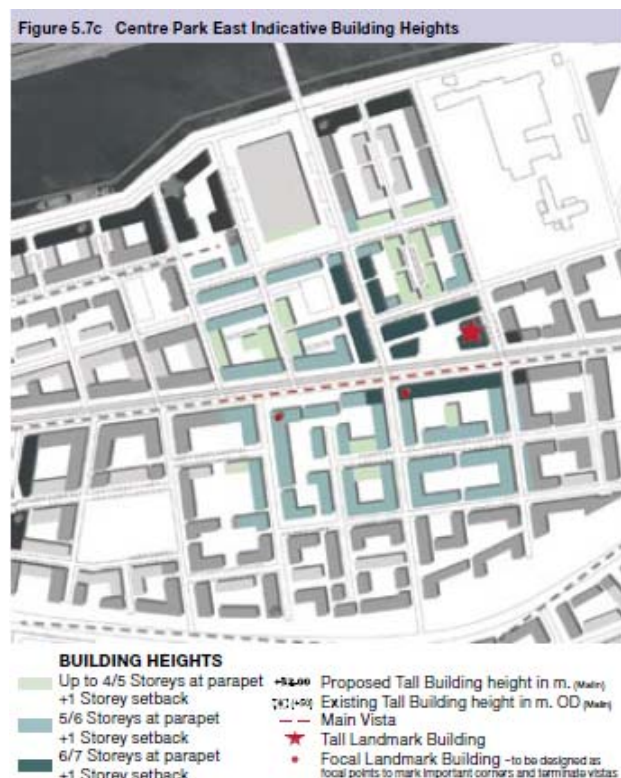 Figure 5.7c Centre Park East Indicative Building Heights
BUILDING HEIGHTS
Up to 4/5 Storeys at parapet
+1 Storey setback
5/6 Storeys at parapet
+1 Storey setback
6/7 Storeys at parapet
+1 Storey setback
Proposed Tall Building height in m. (Malin)
Existing Tall Building height in m. OD (Malin)
Main Vista
Tall Landmark Building
Focal Landmark Building - to be designed as
focal points to mark important corners and terminate vistas